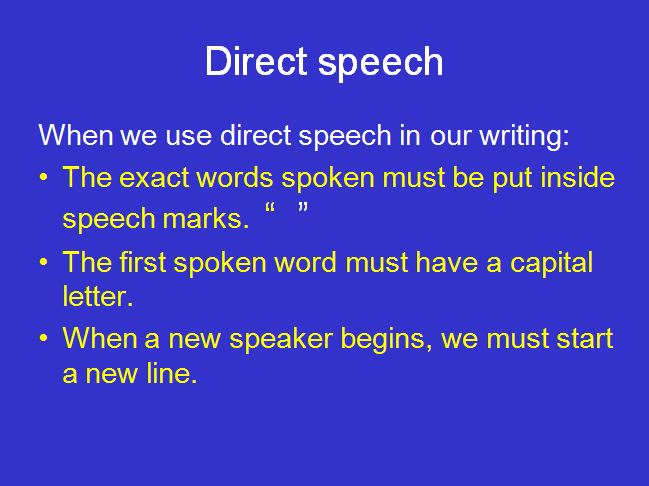 Direct speech
When we use direct speech in our writing:
• The exact words spoken must be put inside
speech marks. “ ”
• The first spoken word must have a capital
letter.
• When a new speaker begins, we must start
a new line.